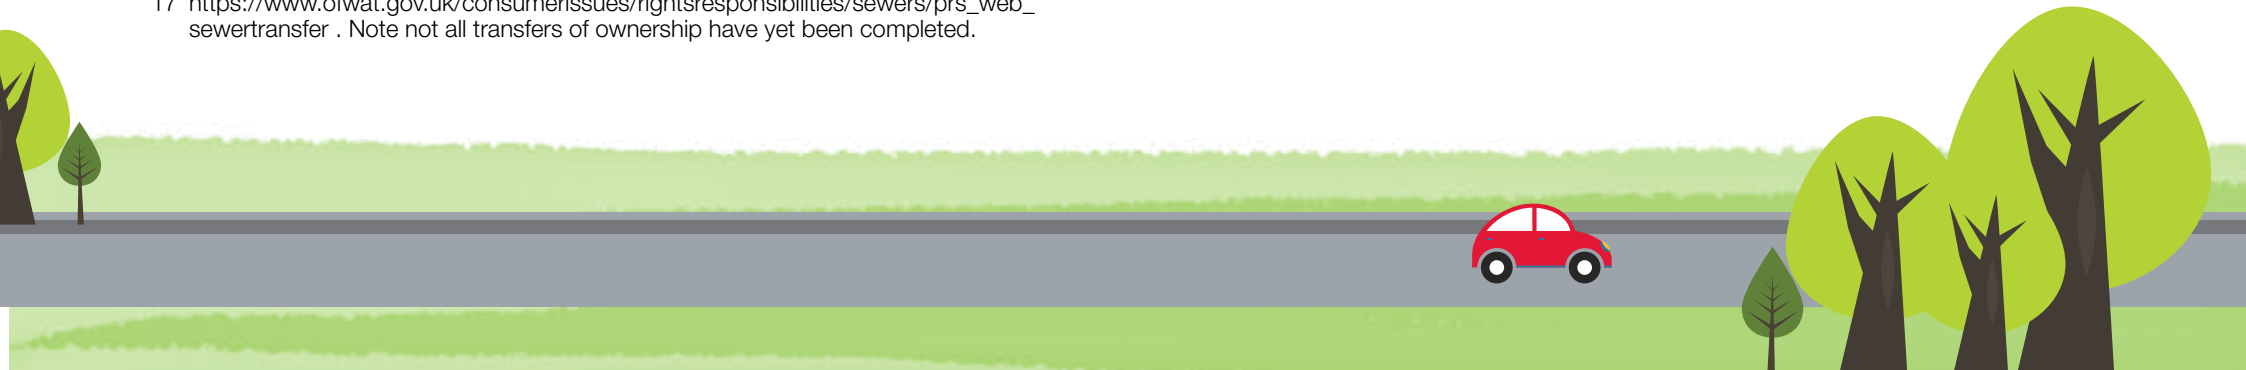 17 https://www.ofwat.gov.uk/consumerissues/rightsresponsibilities/sewers/prs_web_
sewertransfer . Note not all transfers of ownership have yet been completed.